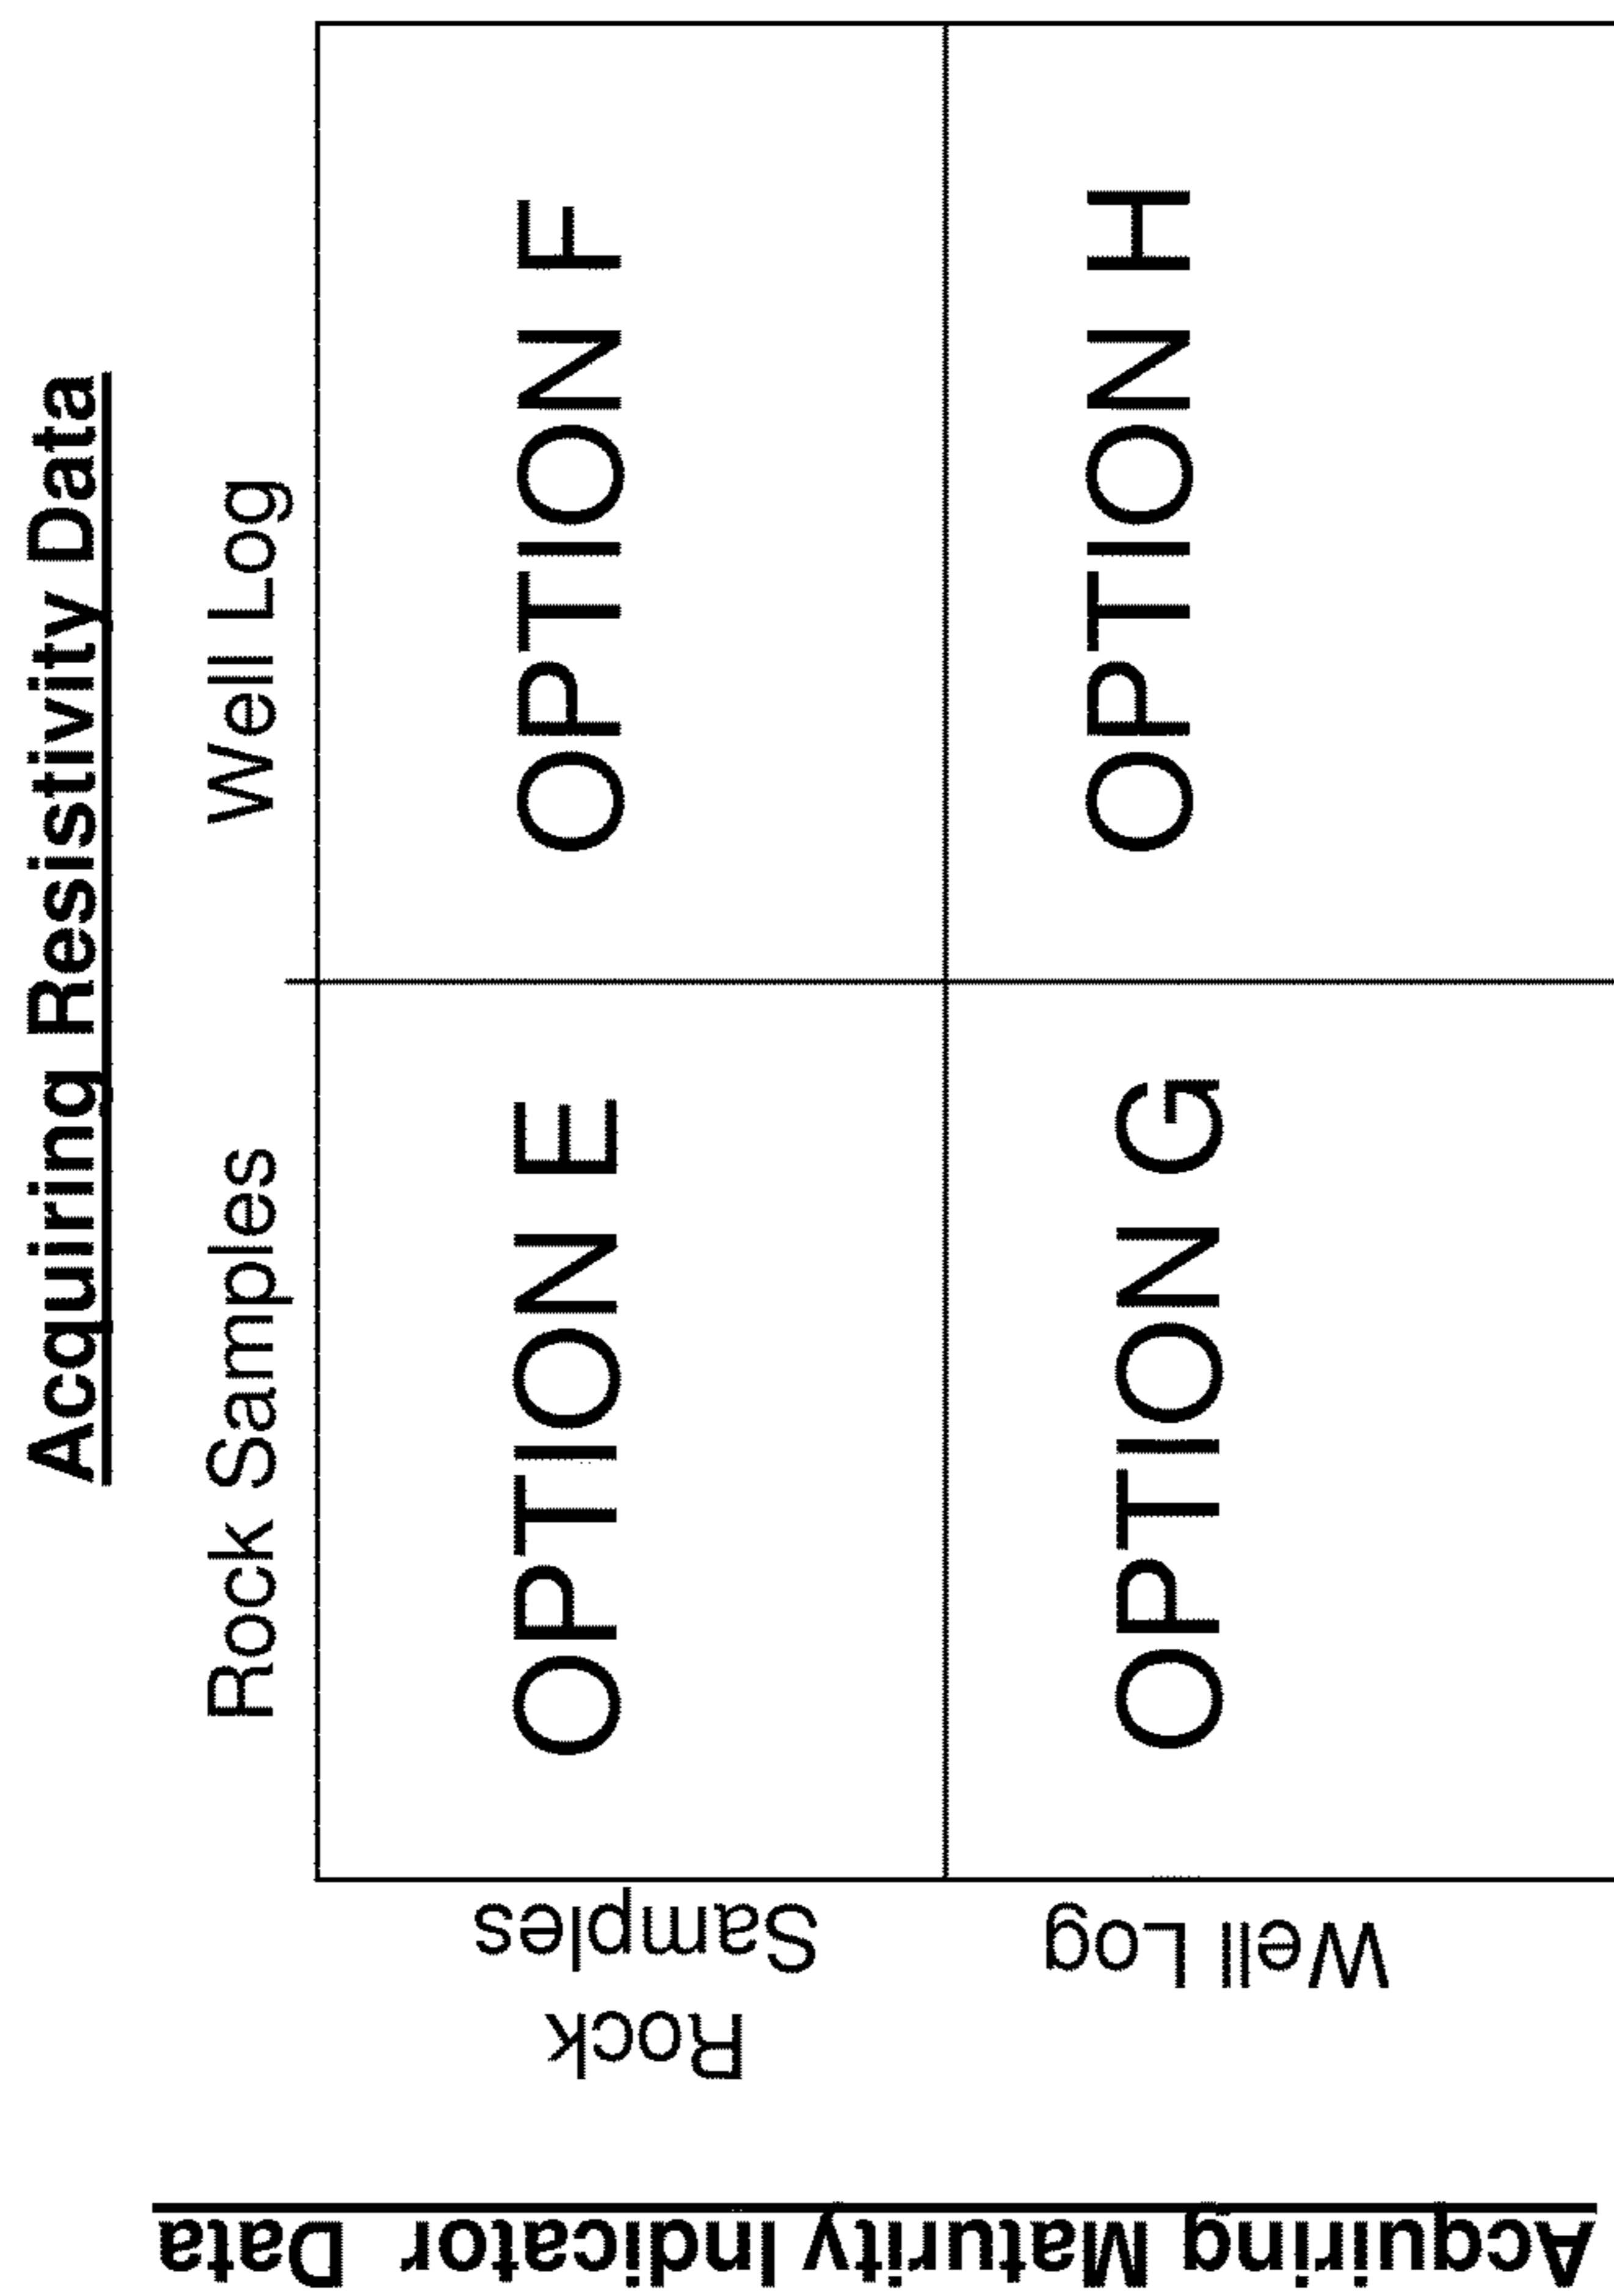 Acquiring Resistivity Data
Rock Samples
Well Log
Acquiring Maturity Indicator Data
Rock
Samples
OPTION E
OPTION F
Well Log
OPTION G
OPTION H